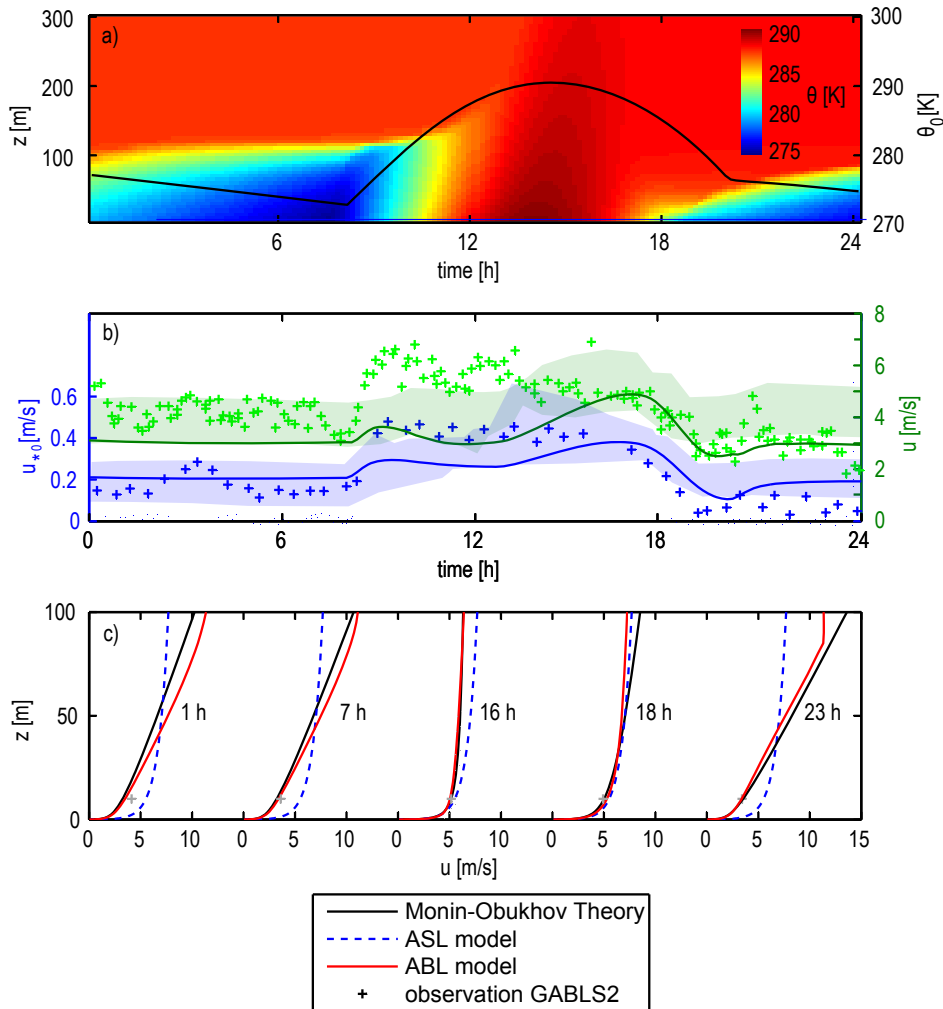 a)
300
200
100
z [m]
6
12
18
24
time [h]
290
285
280
275
θ [K]
300
290
280
270
θ0 [K]
b)
0.6
0.4
0.2
0
u*0 [m/s]
8
6
4
2
0
u [m/s]
0
6
12
18
24
time [h]
c)
100
50
0
z [m]
1 h
7 h
16 h
18 h
23 h
0 5 10 0 5 10 0 5 10 0 5 10 0 5 10 15
u [m/s]
Monin-Obukhov Theory
ASL model
ABL model
observation GABLS2